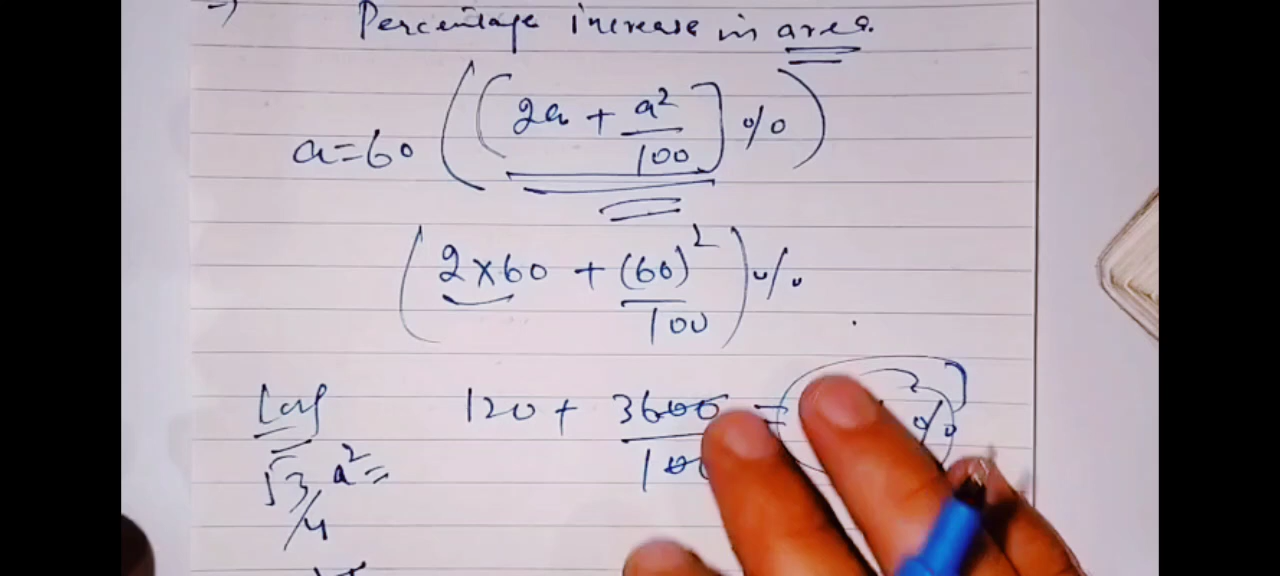 → Percentage increase in area.
a=60 ([2a + a²/100] %)
(2×60 + (60)²/100) %
120 + 3600/100 = %
√3/4 a² =